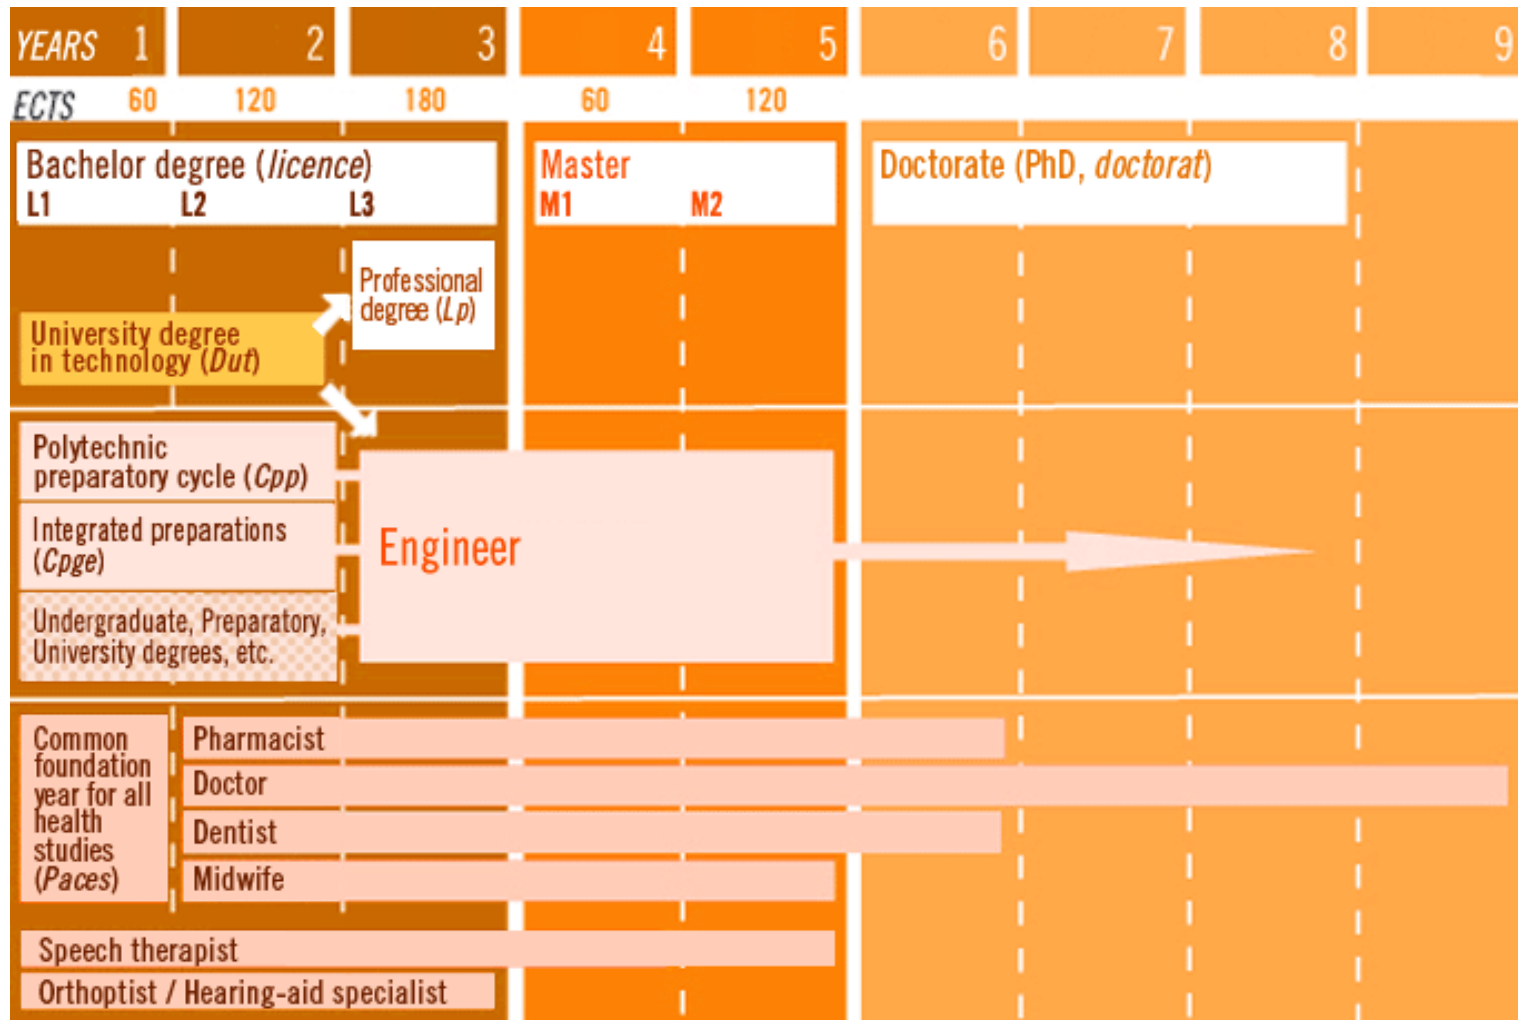 YEARS 1 2 3 4 5 6 7 8 9
ECTS 60 120 180 60 120
Bachelor degree (licence)
L1 L2 L3
Master
M1 M2
Doctorate (PhD, doctorat)
Professional
degree (Lp)
University degree
in technology (Dut)
Polytechnic
preparatory cycle (Cpp)
Integrated preparations
(Cpge)
Undergraduate, Preparatory,
University degrees, etc.
Engineer
Common
foundation
year for all
health
studies
(Paces)
Pharmacist
Doctor
Dentist
Midwife
Speech therapist
Orthoptist / Hearing-aid specialist